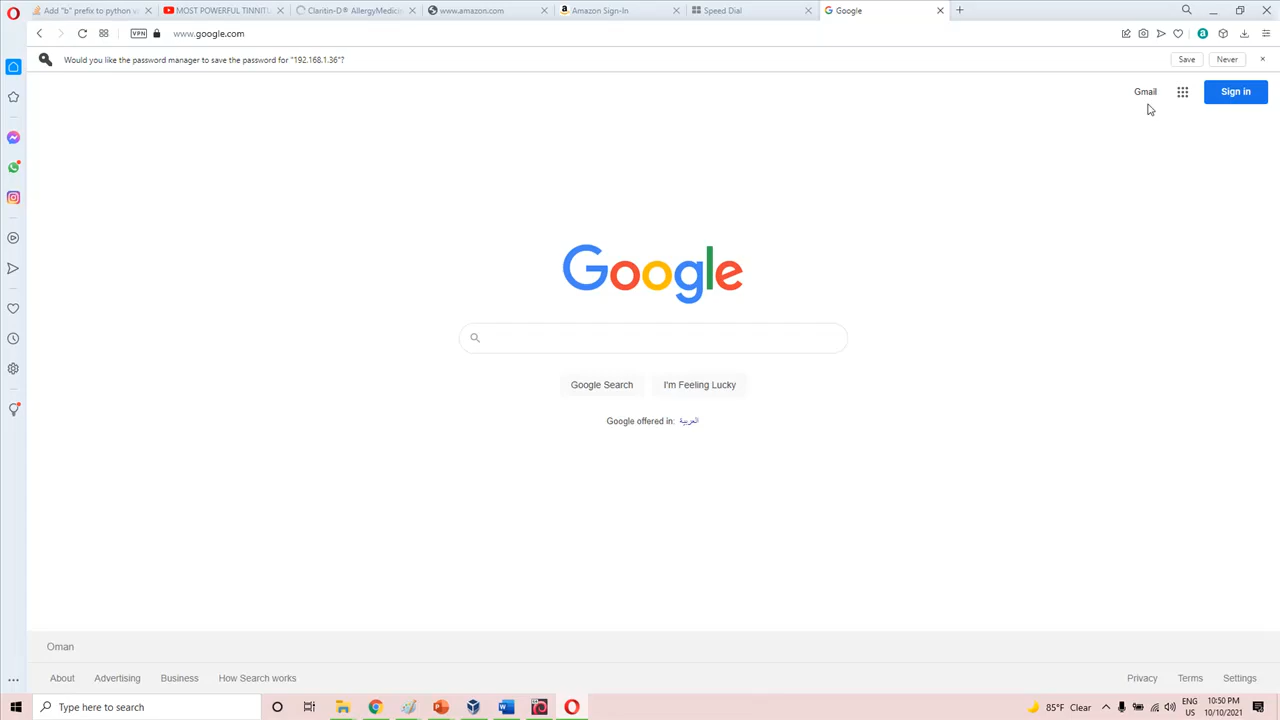 Add "b" prefix to python v
MOST POWERFUL TINNIT
Claritin-D® AllergyMedic
www.amazon.com
Amazon Sign-In
Speed Dial
Google
VPN
www.google.com
Would you like the password manager to save the password for "192.168.1.36"?
Save
Never
Gmail
Sign in
Google
Google Search
I'm Feeling Lucky
Google offered in: العربية
Oman
About
Advertising
Business
How Search works
Privacy
Terms
Settings
Type here to search
85°F Clear
ENG
US
10:50 PM
10/10/2021